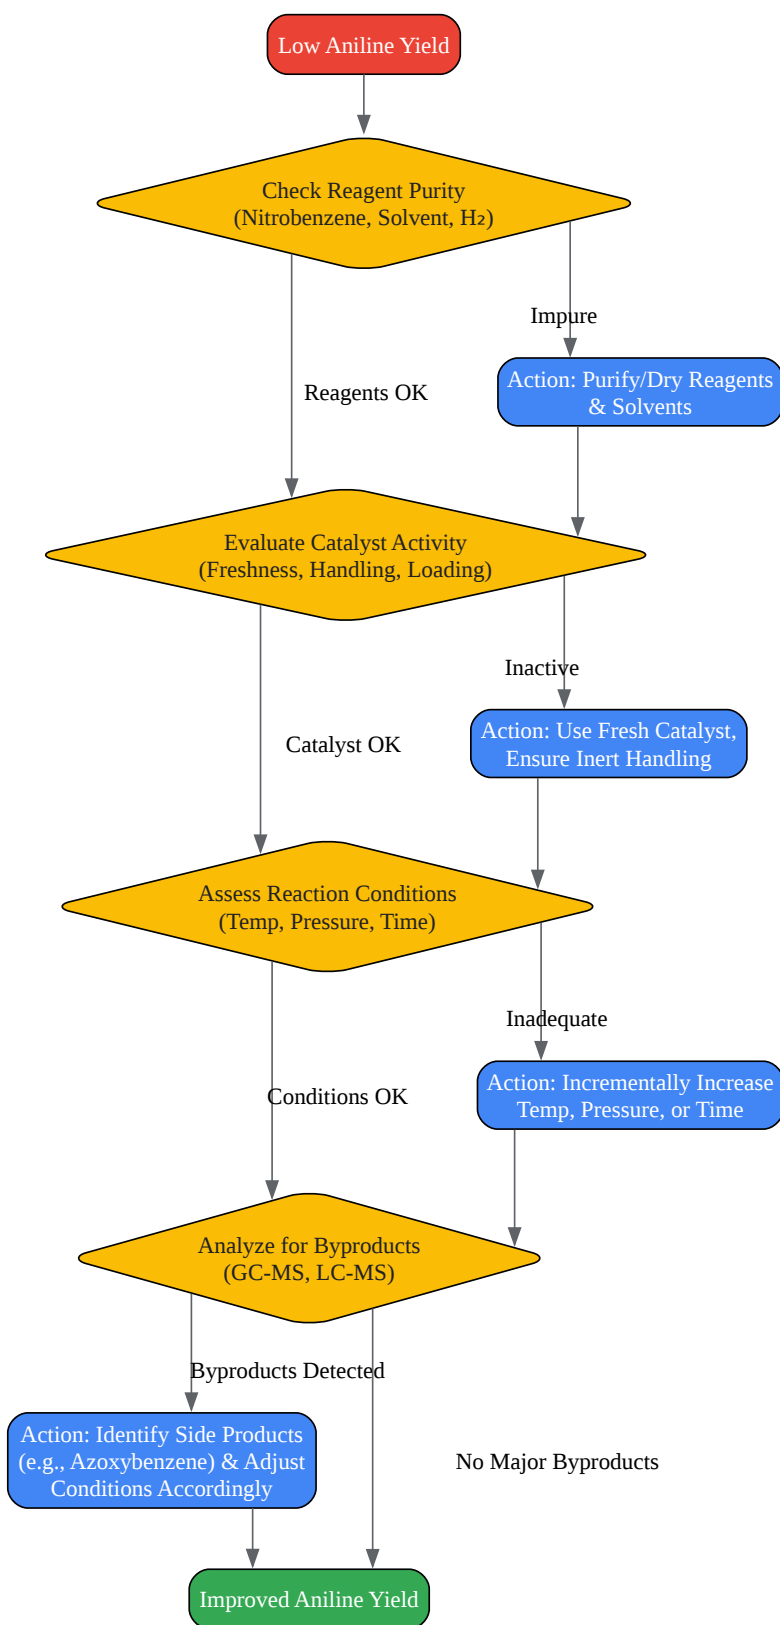 Low Aniline Yield
Check Reagent Purity
(Nitrobenzene, Solvent, H₂)
Impure
Action: Purify/Dry Reagents
& Solvents
Reagents OK
Evaluate Catalyst Activity
(Freshness, Handling, Loading)
Inactive
Action: Use Fresh Catalyst,
Ensure Inert Handling
Catalyst OK
Assess Reaction Conditions
(Temp, Pressure, Time)
Inadequate
Action: Incrementally Increase
Temp, Pressure, or Time
Conditions OK
Analyze for Byproducts
(GC-MS, LC-MS)
Byproducts Detected
Action: Identify Side Products
(e.g., Azoxybenzene) & Adjust
Conditions Accordingly
No Major Byproducts
Improved Aniline Yield